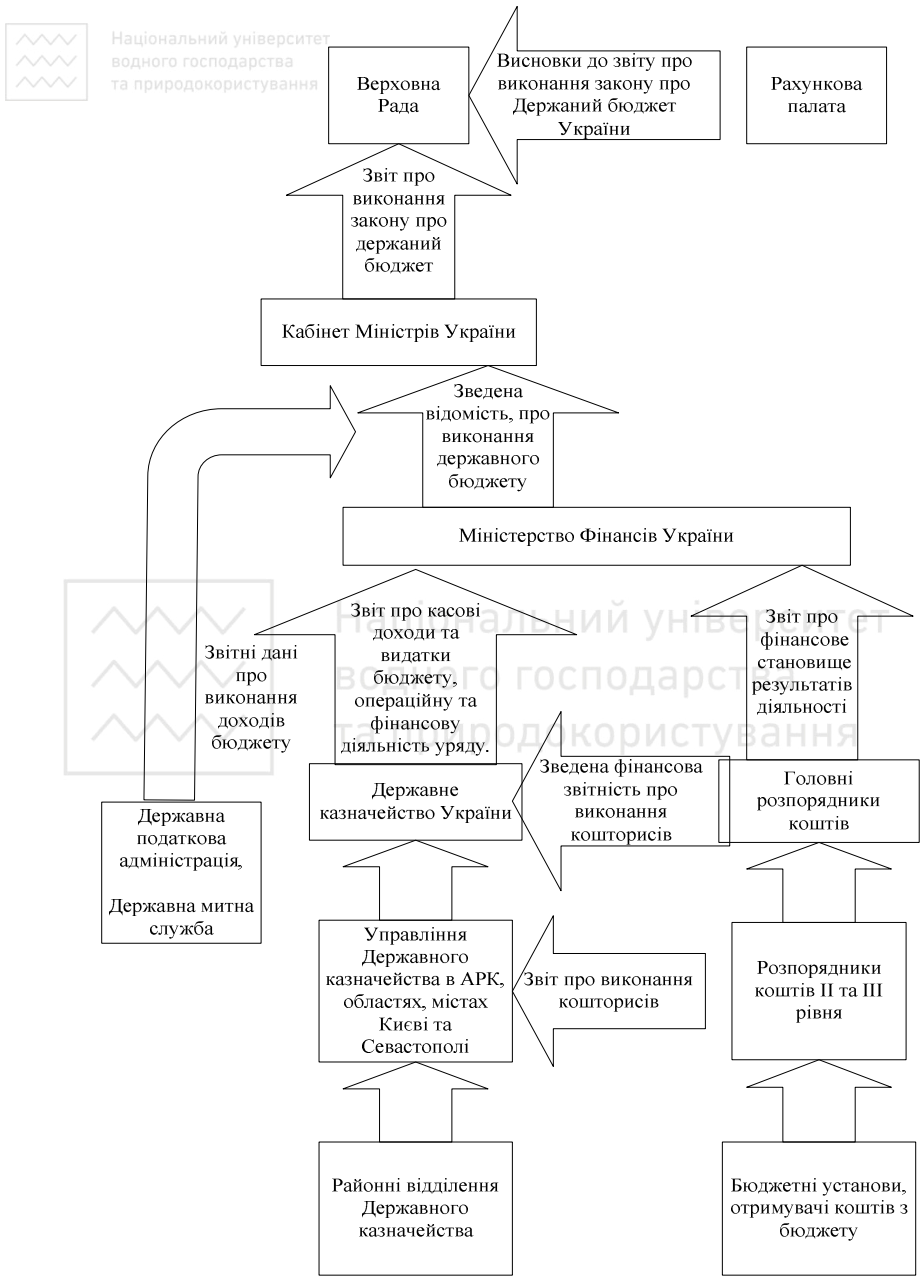 Національний університет
водного господарства
та природокористування
Верховна
Рада
Висновки до звіту про
виконання закону про
Держаний бюджет
України
Рахункова
палата
Звіт про
виконання
закону про
держаний
бюджет
Кабінет Міністрів України
Зведена
відомість, про
виконання
державного
бюджету
Міністерство Фінансів України
Національний університет
водного господарства
та природокористування
Звітні дані
про
виконання
доходів
бюджету
Звіт про касові
доходи та
видатки
бюджету,
операційну та
фінансову
діяльність уряду.
Звіт про
фінансове
становище
результатів
діяльності
Державна
податкова
адміністрація,
Державна митна
служба
Державне
казначейство України
Зведена фінансова
звітність про
виконання
кошторисів
Головні
розпорядники
коштів
Управління
Державного
казначейства в АРК,
областях, містах
Києві та
Севастополі
Звіт про виконання
кошторисів
Розпорядники
коштів ІІ та ІІІ
рівня
Районні відділення
Державного
казначейства
Бюджетні установи,
отримувачі коштів з
бюджету